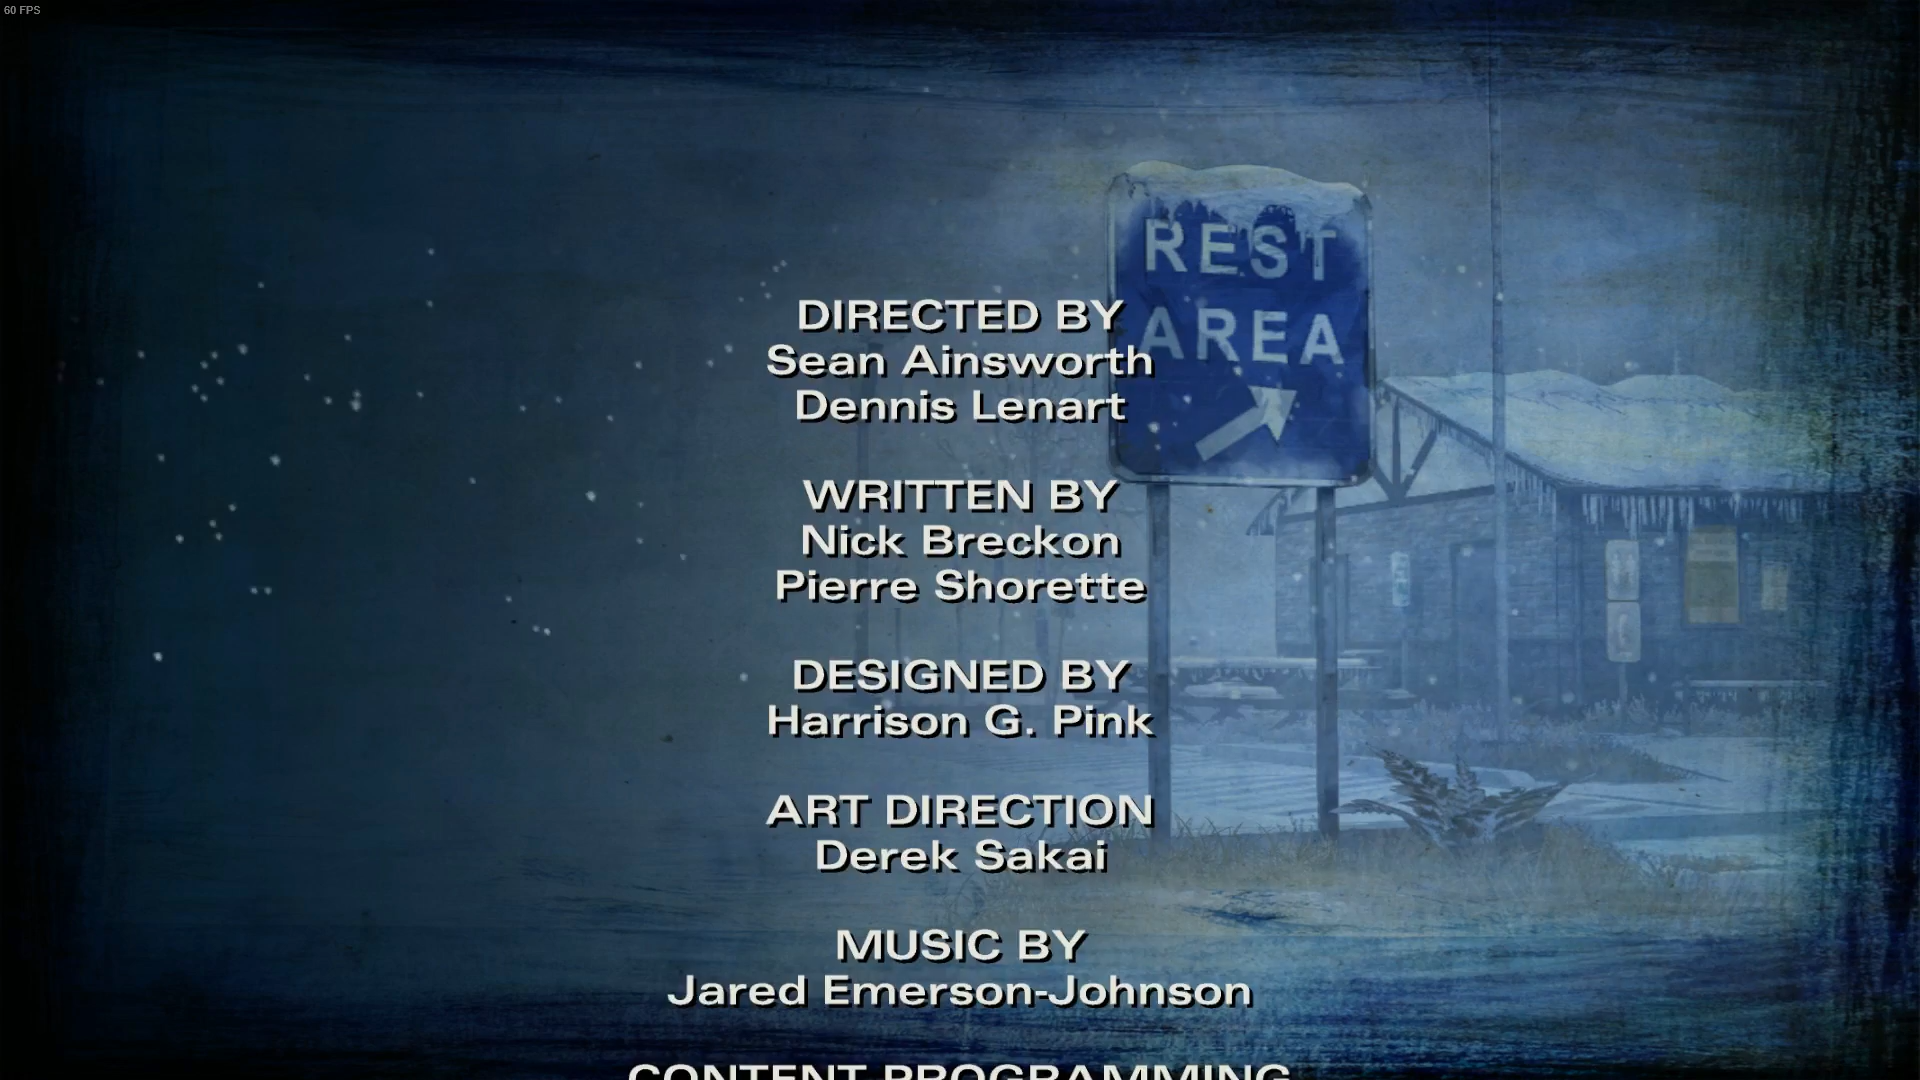 60 FPS
REST
AREA
DIRECTED BY
Sean Ainsworth
Dennis Lenart
WRITTEN BY
Nick Breckon
Pierre Shorette
DESIGNED BY
Harrison G. Pink
ART DIRECTION
Derek Sakai
MUSIC BY
Jared Emerson-Johnson
CONTENT PROGRAMMING